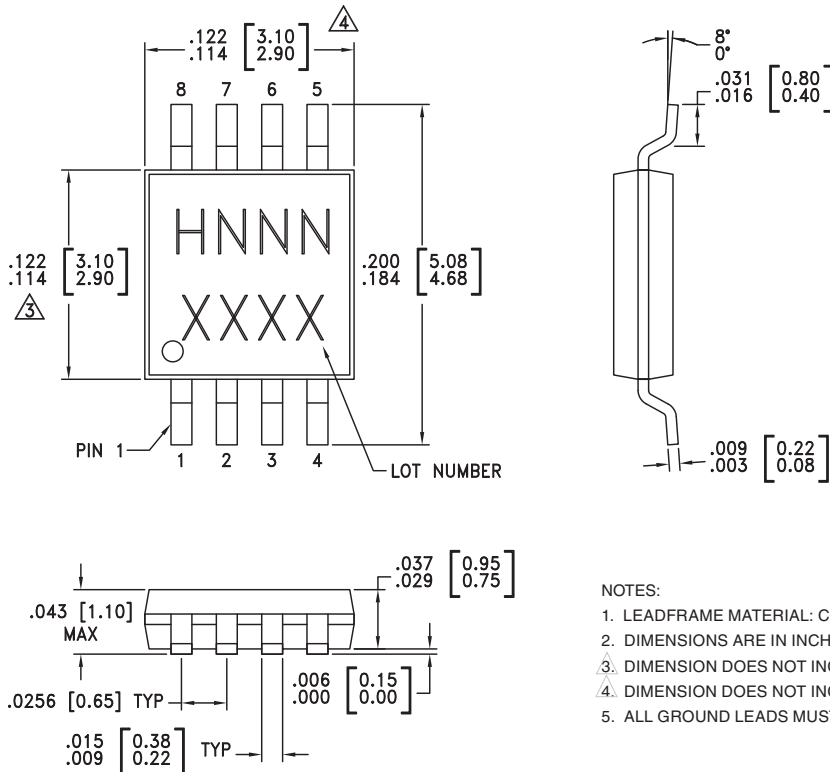 .122 [3.10]
.114 [2.90]
4
8 7 6 5
HNNN
XXXX
.122 [3.10]
.114 [2.90]
3
.200 [5.08]
.184 [4.68]
PIN 1
1 2 3 4
LOT NUMBER
8°
0°
.031 [0.80]
.016 [0.40]
.009 [0.22]
.003 [0.08]
.043 [1.10]
MAX
.037 [0.95]
.029 [0.75]
.0256 [0.65] TYP
.006 [0.15]
.000 [0.00]
.015 [0.38]
.009 [0.22]
TYP
NOTES:
1. LEADFRAME MATERIAL: C
2. DIMENSIONS ARE IN INCH
3. DIMENSION DOES NOT INC
4. DIMENSION DOES NOT INC
5. ALL GROUND LEADS MUST